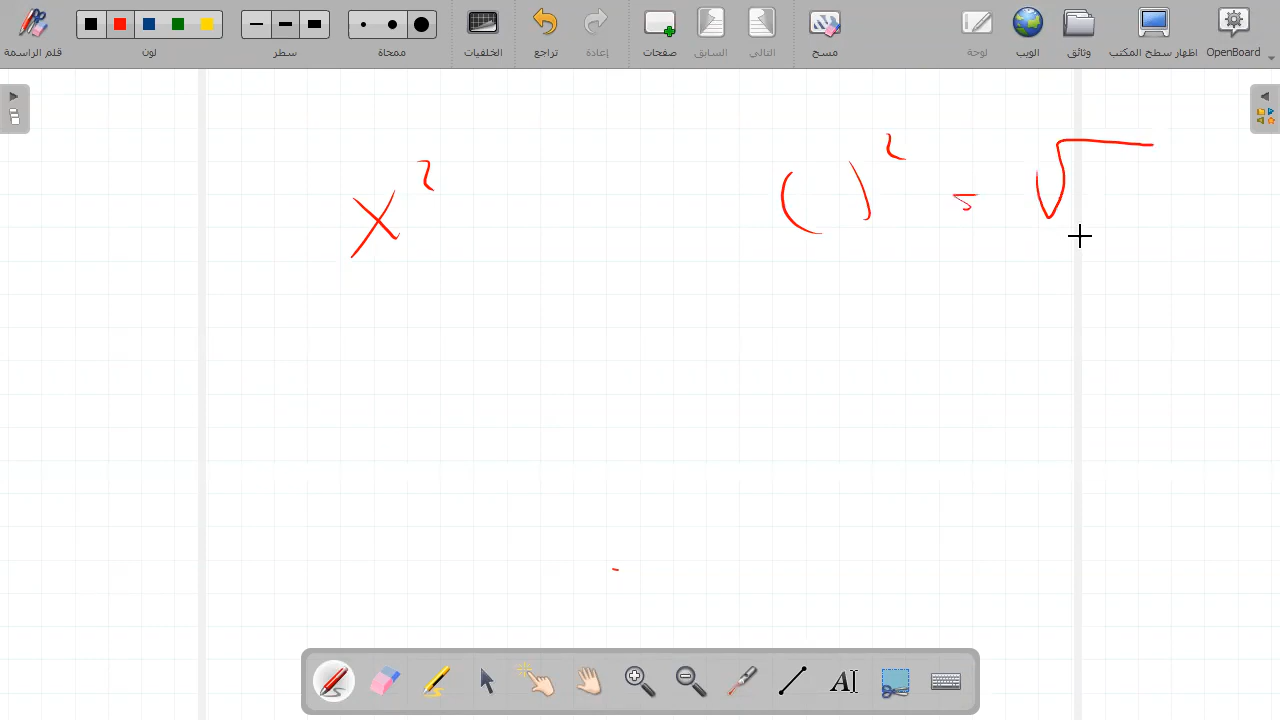 قلم الراسمة لون سطر ممحاة الخلفيات تراجع إعادة صفحات السابق التالى مسح لوحة الويب وثائق اظهار سطح المكتب OpenBoard
x² ( )² = √
A